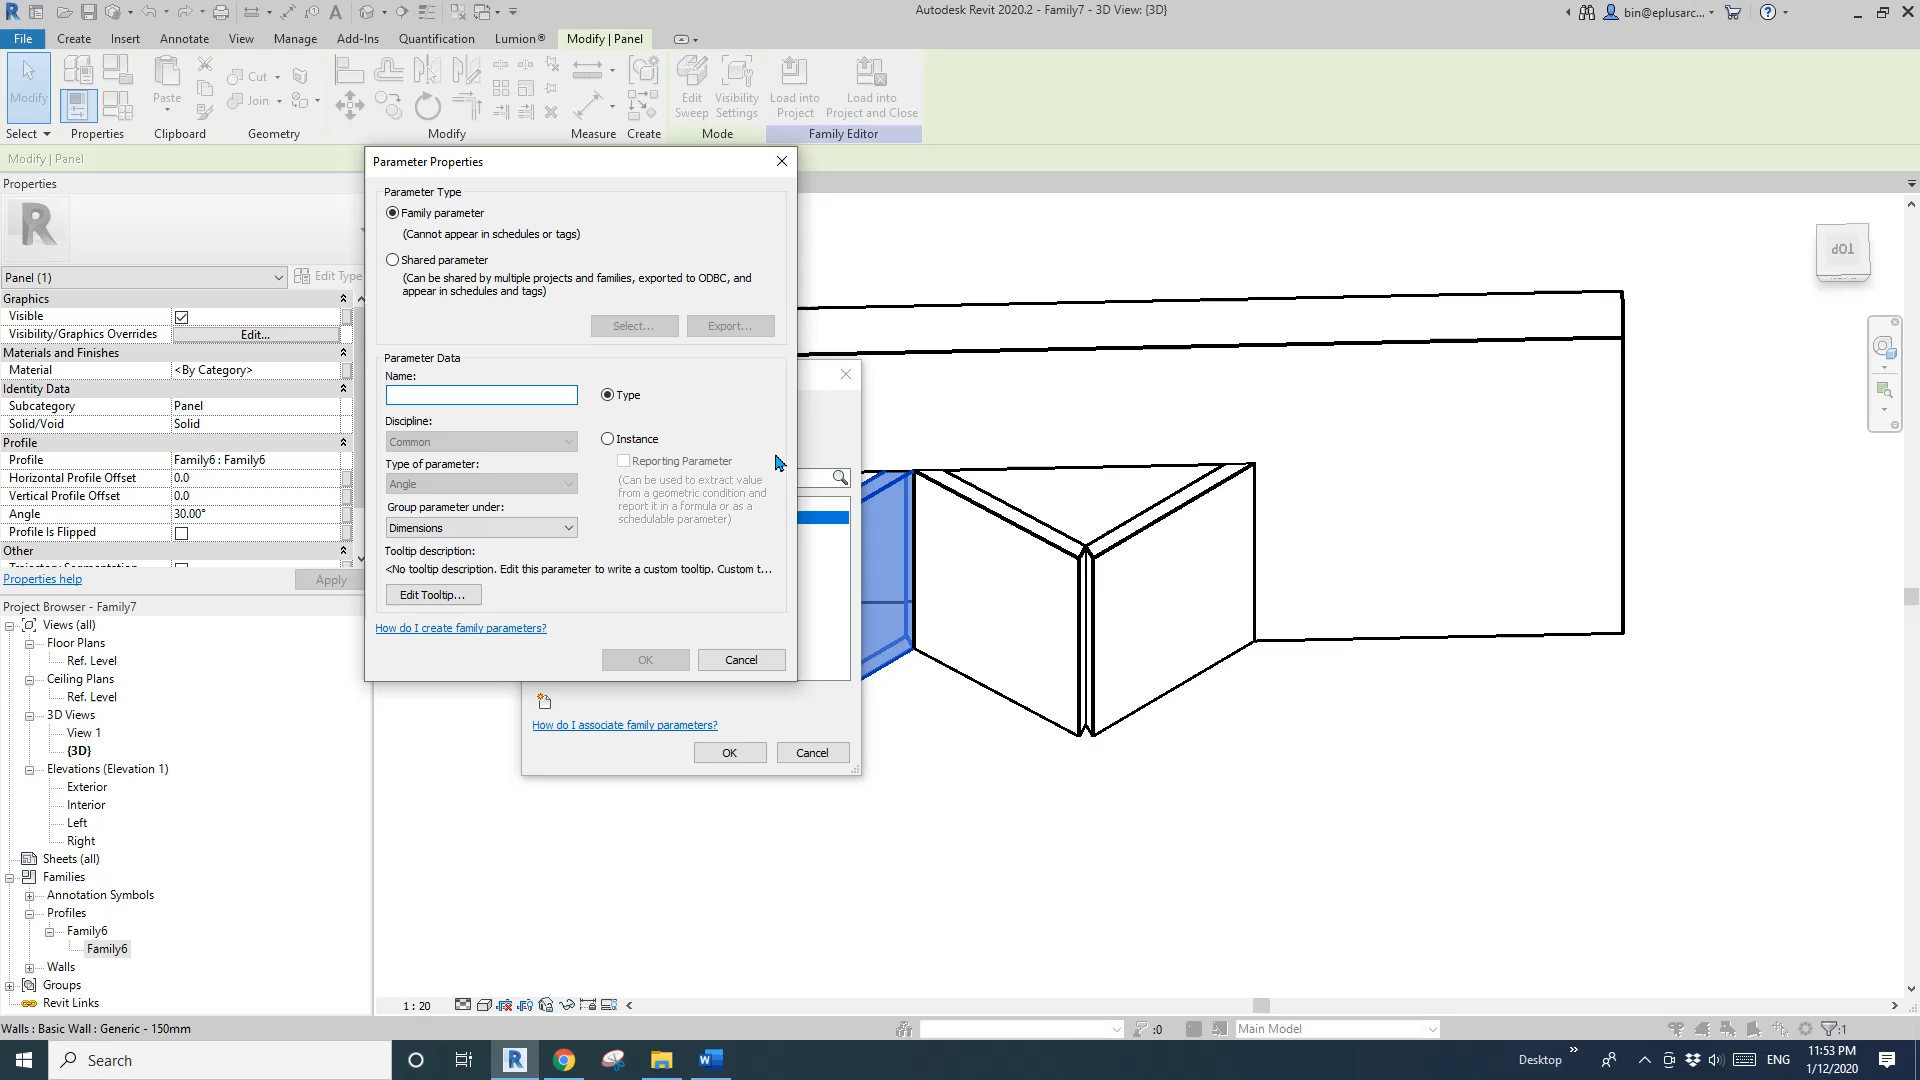 Autodesk Revit 2020.2 - Family7 - 3D View: {3D}
bin@eplusarc...
File Create Insert Annotate View Manage Add-Ins Quantification Lumion® Modify | Panel
Modify
Paste
Cut
Join
Edit Sweep
Visibility Settings
Load into Project
Load into Project and Close
Select Properties Clipboard Geometry Modify Measure Create Mode Family Editor
Modify | Panel
Properties
Panel (1)
Edit Type
Graphics
Visible
Visibility/Graphics Overrides Edit...
Materials and Finishes
Material <By Category>
Identity Data
Subcategory Panel
Solid/Void Solid
Profile
Profile Family6 : Family6
Horizontal Profile Offset 0.0
Vertical Profile Offset 0.0
Angle 30.00°
Profile Is Flipped
Other
Properties help
Apply
Project Browser - Family7
Views (all)
Floor Plans
Ref. Level
Ceiling Plans
Ref. Level
3D Views
View 1
{3D}
Elevations (Elevation 1)
Exterior
Interior
Left
Right
Sheets (all)
Families
Annotation Symbols
Profiles
Family6
Family6
Walls
Groups
Revit Links
Parameter Properties
Parameter Type
Family parameter
(Cannot appear in schedules or tags)
Shared parameter
(Can be shared by multiple projects and families, exported to ODBC, and
appear in schedules and tags)
Select... Export...
Parameter Data
Name:
Type
Discipline:
Common
Instance
Type of parameter:
Reporting Parameter
Angle
(Can be used to extract value
from a geometric condition and
report it in a formula or as a
schedulable parameter)
Group parameter under:
Dimensions
Tooltip description:
<No tooltip description. Edit this parameter to write a custom tooltip. Custom t...
Edit Tooltip...
How do I create family parameters?
OK Cancel
How do I associate family parameters?
OK Cancel
TOP
1 : 20
Walls : Basic Wall : Generic - 150mm
:0
Main Model
:1
Search
Desktop
ENG
11:53 PM
1/12/2020